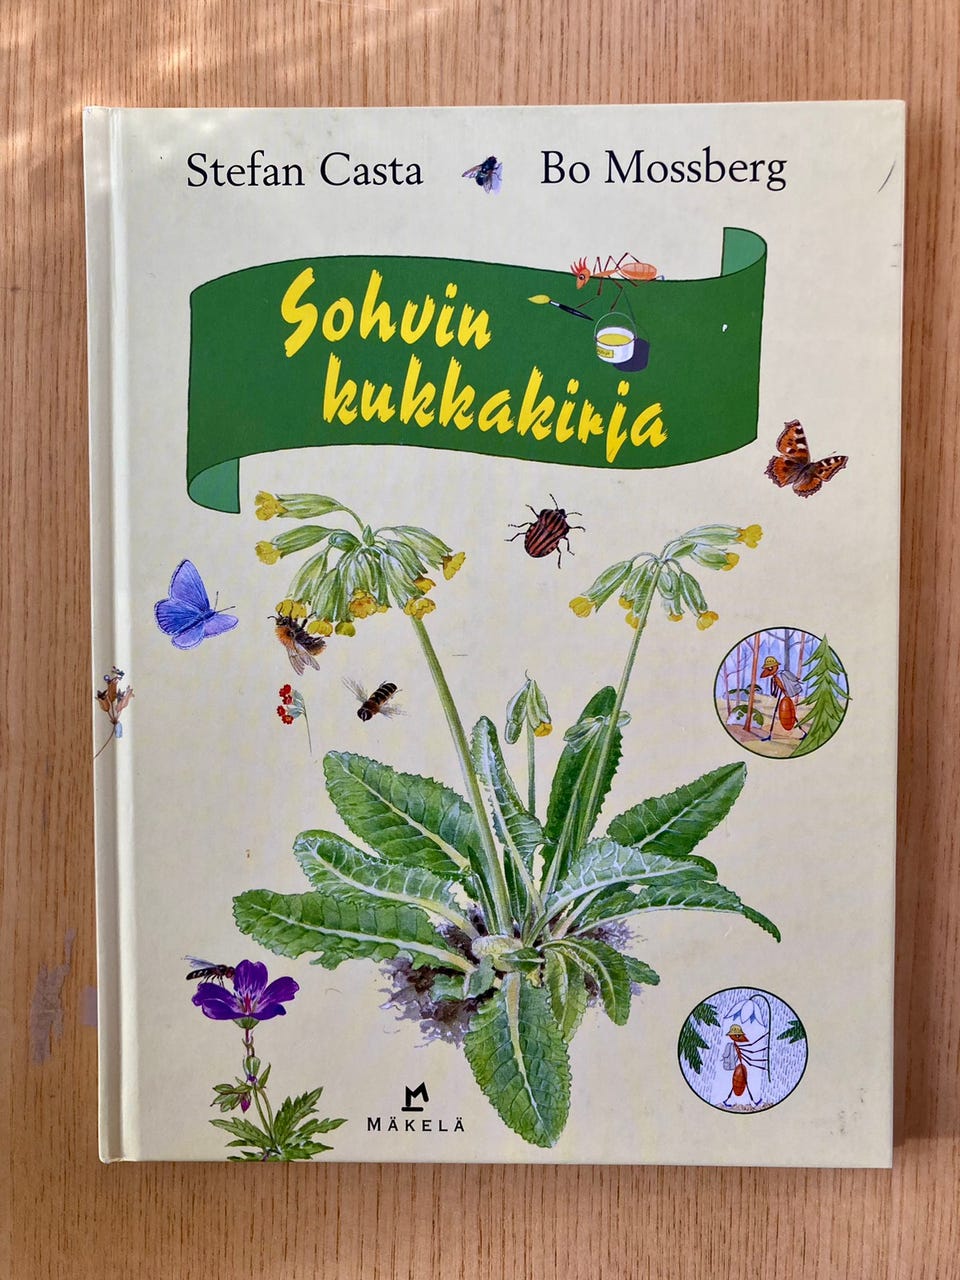 Stefan Casta Bo Mossberg
Sohvin
kukkakirja
MÄKELÄ